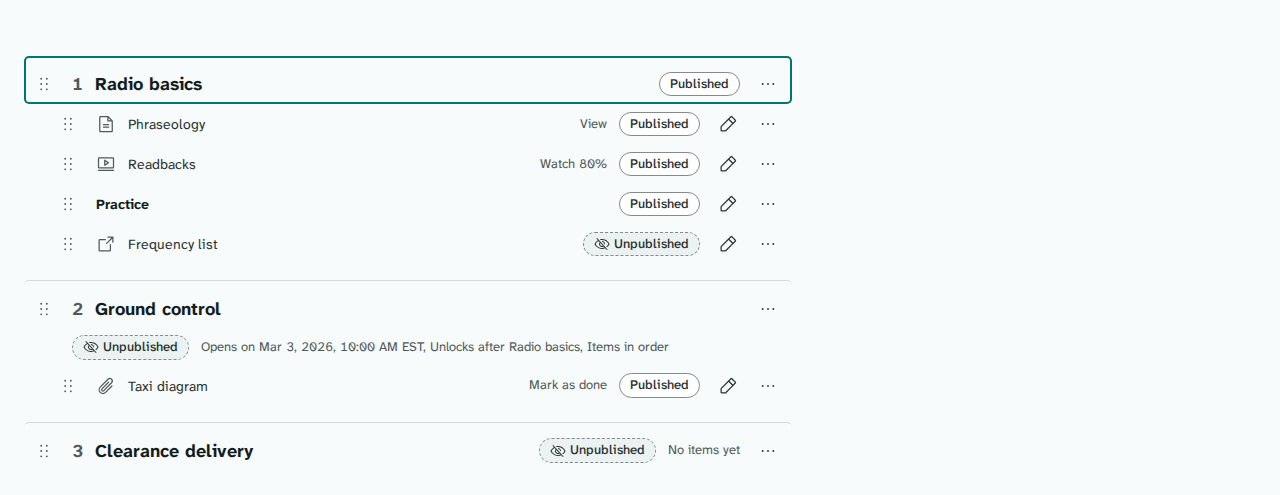 1 Radio basics Published
Phraseology View Published
Readbacks Watch 80% Published
Practice Published
Frequency list Unpublished
2 Ground control
Unpublished Opens on Mar 3, 2026, 10:00 AM EST, Unlocks after Radio basics, Items in order
Taxi diagram Mark as done Published
3 Clearance delivery Unpublished No items yet